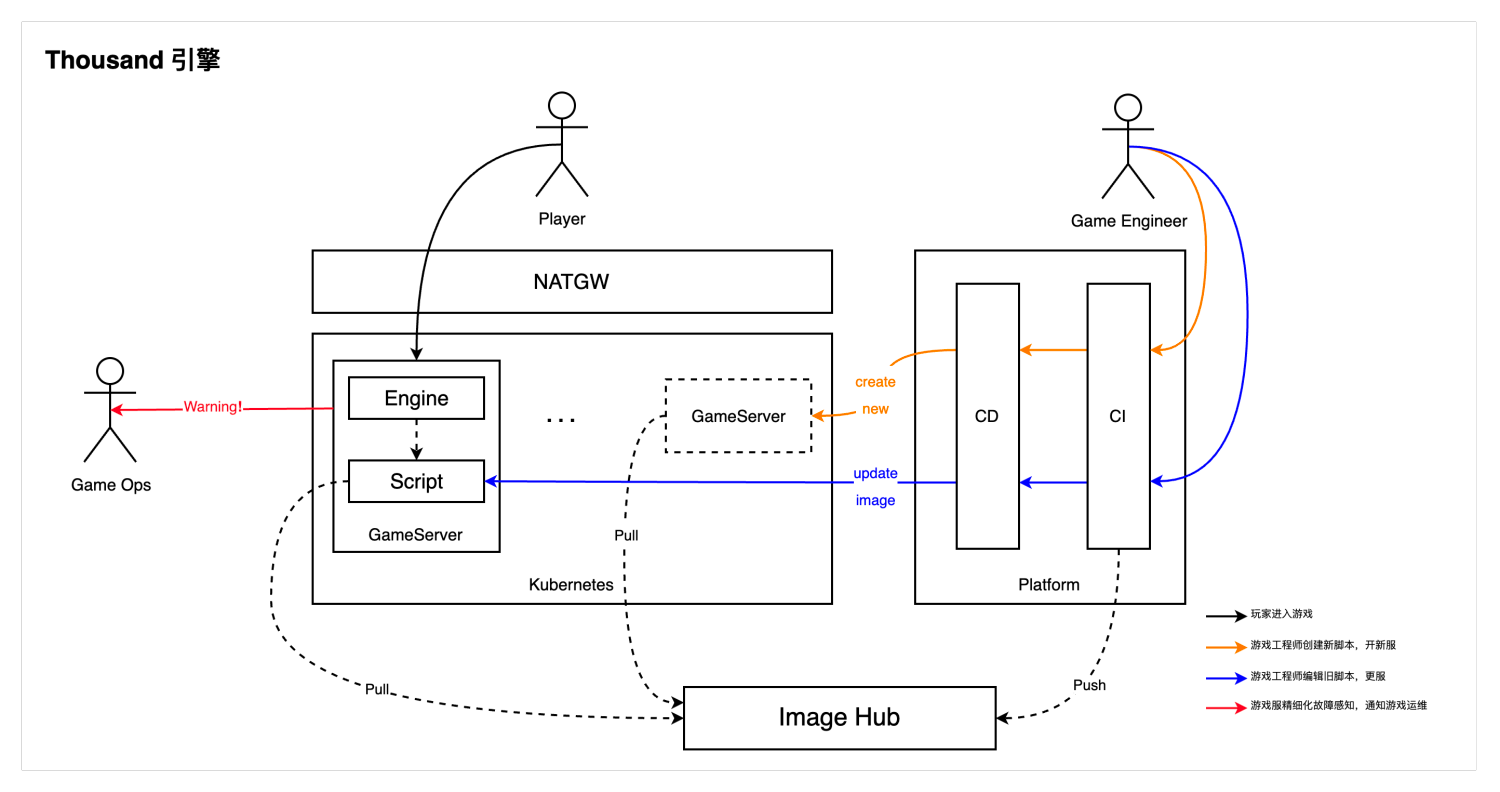 Thousand 引擎
Player
Game Engineer
NATGW
Engine
Warning!
create
new
...
GameServer
CD
CI
Game Ops
Script
update
image
GameServer
Pull
Kubernetes
Platform
玩家进入游戏
游戏工程师创建新脚本，开新服
游戏工程师编辑旧脚本，更服
Pull
Push
游戏服精细化故障感知，通知游戏运维
Image Hub